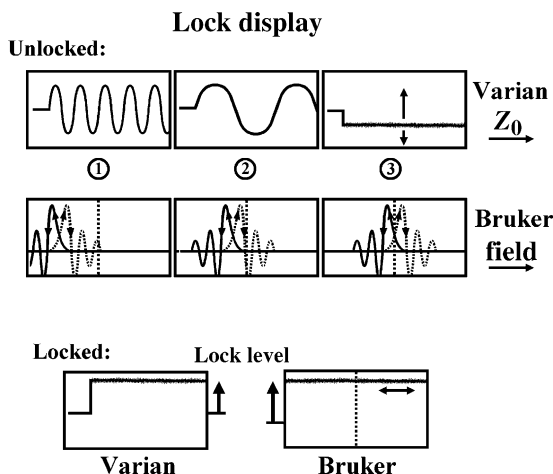 Lock display
Unlocked:
Varian
Z₀
① ② ③
Bruker
field
Locked:
Lock level
Varian Bruker